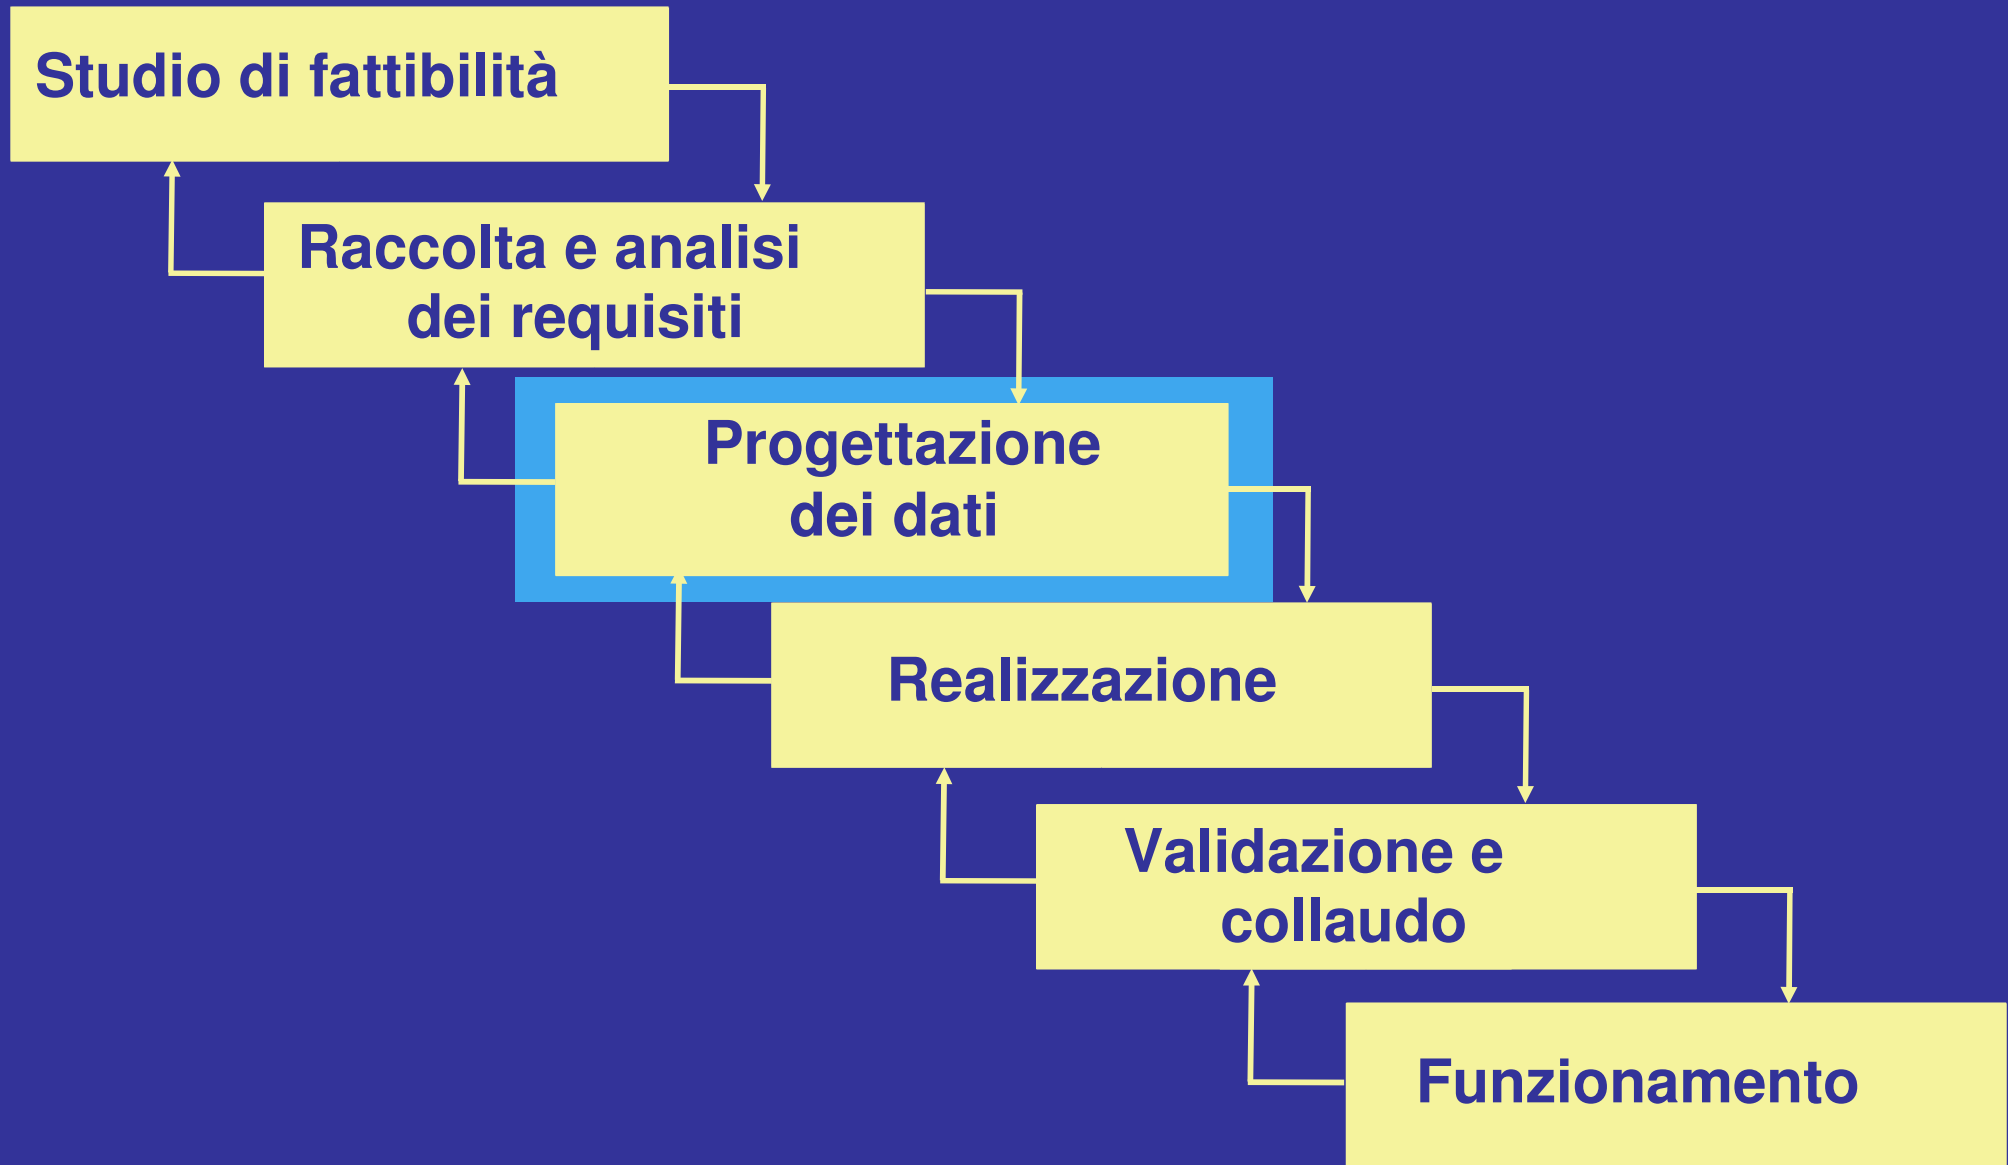 Studio di fattibilità
Raccolta e analisi
dei requisiti
Progettazione
dei dati
Realizzazione
Validazione e
collaudo
Funzionamento